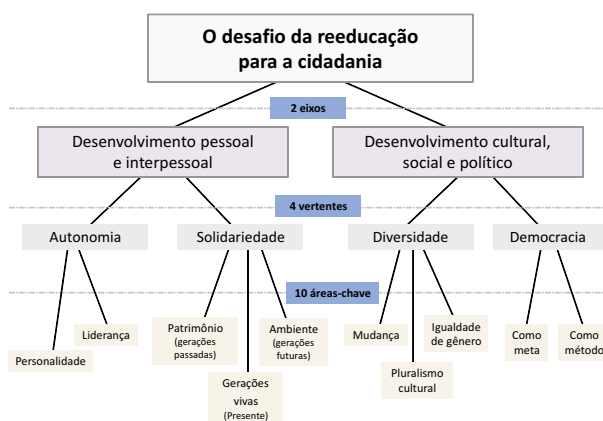 O desafio da reeducação
para a cidadania
2 eixos
Desenvolvimento pessoal
e interpessoal
Desenvolvimento cultural,
social e político
4 vertentes
Autonomia
Solidariedade
Diversidade
Democracia
10 áreas-chave
Personalidade
Liderança
Patrimônio
(gerações
passadas)
Gerações
vivas
(Presente)
Ambiente
(gerações
futuras)
Mudança
Pluralismo
cultural
Igualdade
de gênero
Como
meta
Como
método